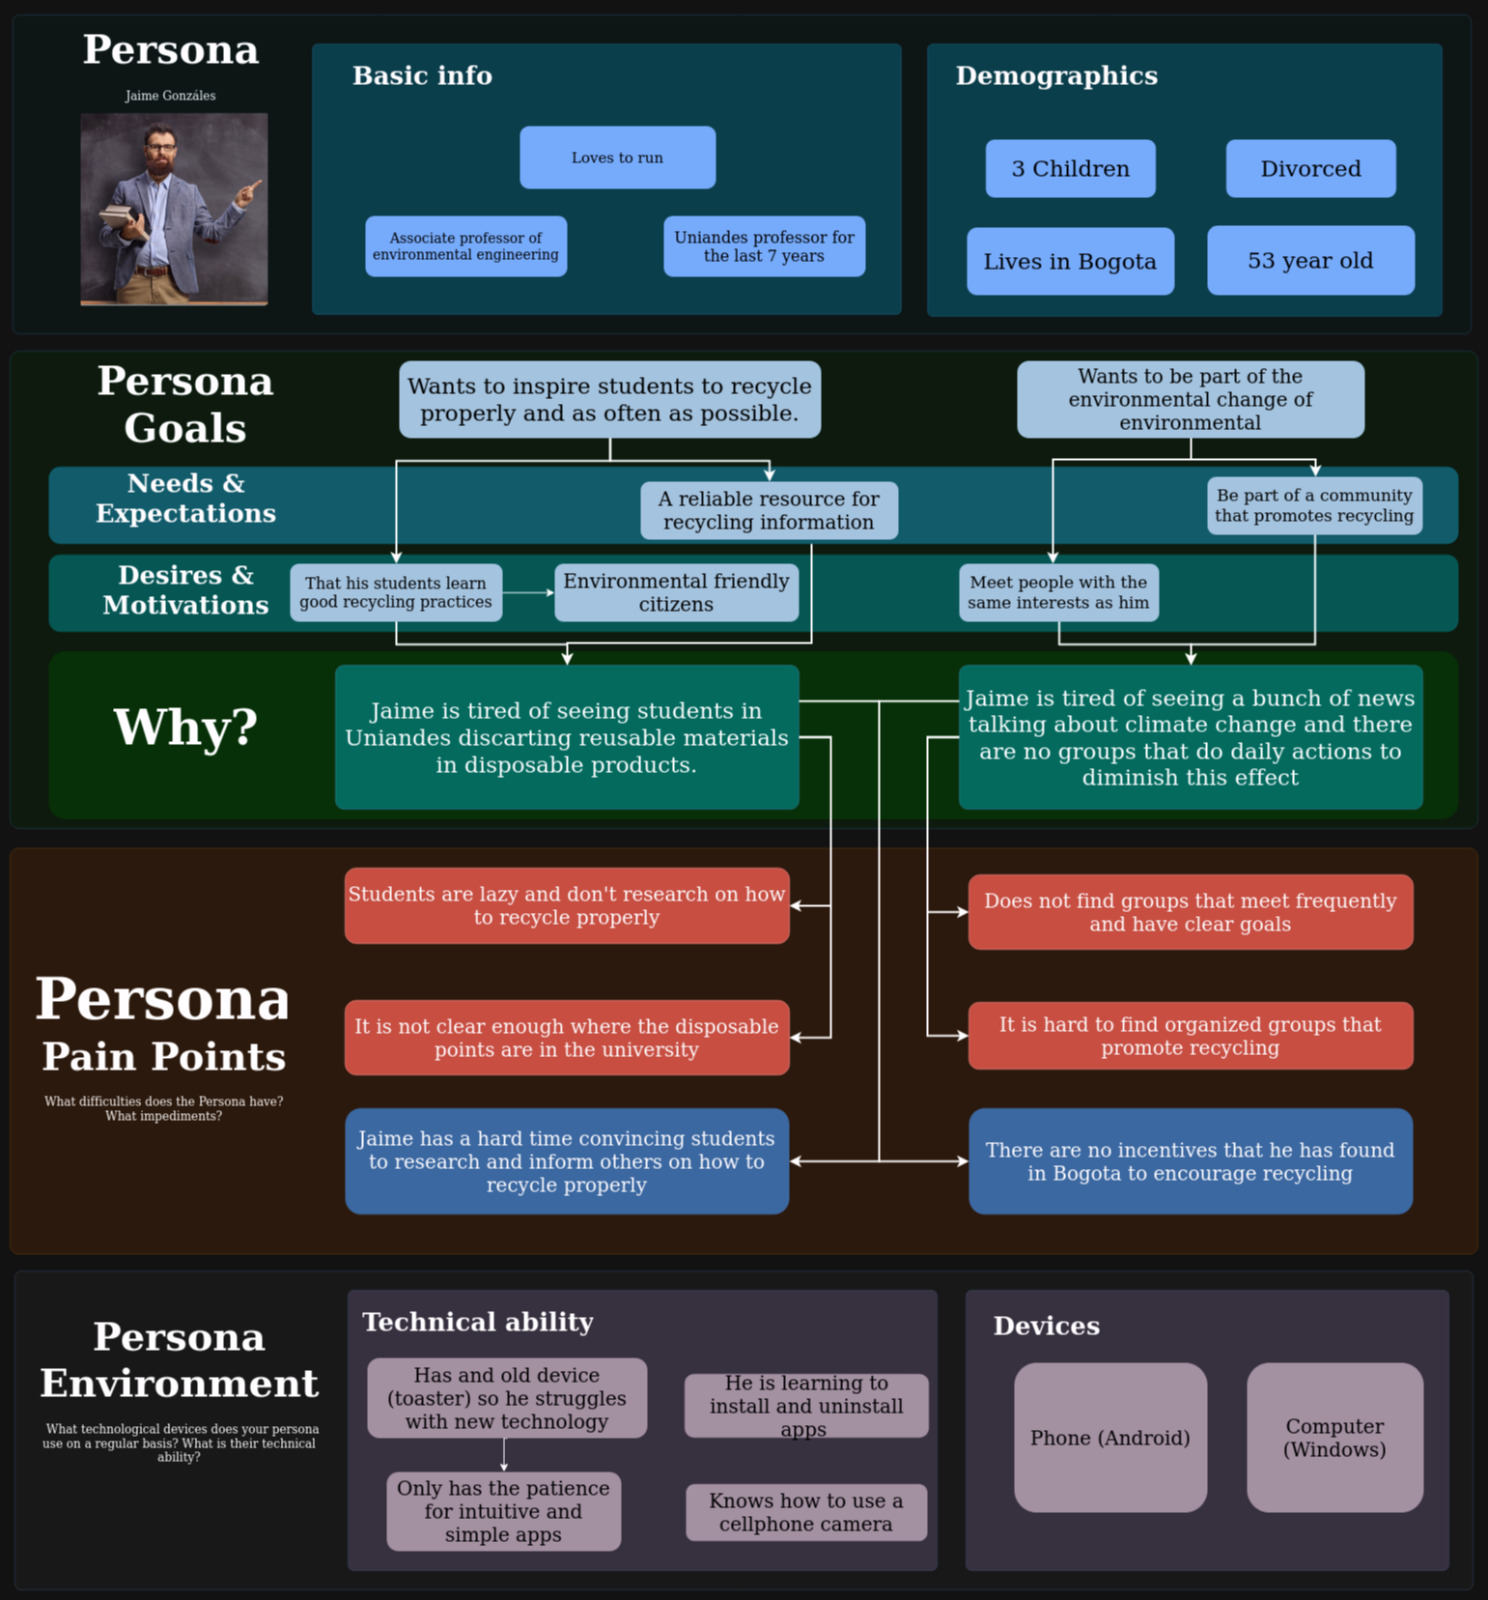 Persona
Jaime Gonzáles
Basic info
Loves to run
Associate professor of
environmental engineering
Uniandes professor for
the last 7 years
Demographics
3 Children
Divorced
Lives in Bogota
53 year old
Persona
Goals
Wants to inspire students to recycle
properly and as often as possible.
Wants to be part of the
environmental change of
environmental
Needs &
Expectations
A reliable resource for
recycling information
Be part of a community
that promotes recycling
Desires &
Motivations
That his students learn
good recycling practices
Environmental friendly
citizens
Meet people with the
same interests as him
Why?
Jaime is tired of seeing students in
Uniandes discarting reusable materials
in disposable products.
Jaime is tired of seeing a bunch of news
talking about climate change and there
are no groups that do daily actions to
diminish this effect
Persona
Pain Points
What difficulties does the Persona have?
What impediments?
Students are lazy and don't research on how
to recycle properly
Does not find groups that meet frequently
and have clear goals
It is not clear enough where the disposable
points are in the university
It is hard to find organized groups that
promote recycling
Jaime has a hard time convincing students
to research and inform others on how to
recycle properly
There are no incentives that he has found
in Bogota to encourage recycling
Persona
Environment
What technological devices does your persona
use on a regular basis? What is their technical
ability?
Technical ability
Has and old device
(toaster) so he struggles
with new technology
He is learning to
install and uninstall
apps
Only has the patience
for intuitive and
simple apps
Knows how to use a
cellphone camera
Devices
Phone (Android)
Computer
(Windows)